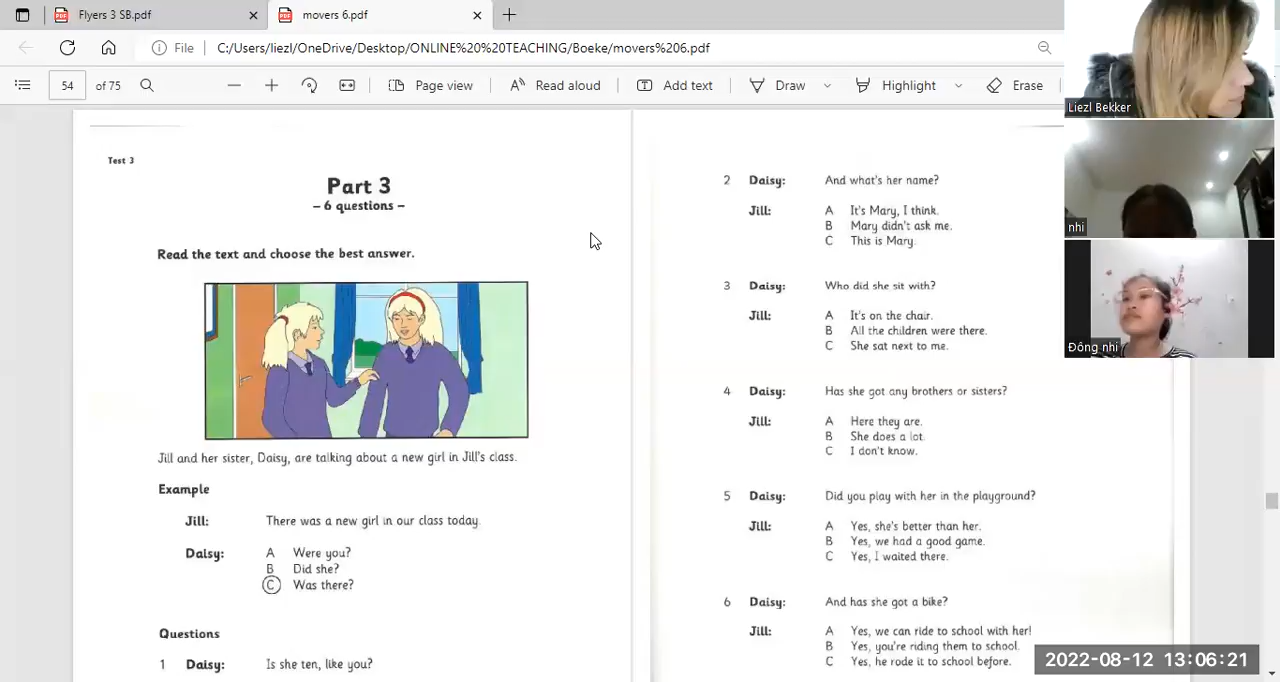 Flyers 3 SB.pdf
movers 6.pdf
File
C:/Users/liezl/OneDrive/Desktop/ONLINE%20%20TEACHING/Boeke/movers%206.pdf
54 of 75
Page view
Read aloud
Add text
Draw
Highlight
Erase
Liezl Bekker
nhi
Đông nhi
Test 3
Part 3
– 6 questions –
Read the text and choose the best answer.
Jill and her sister, Daisy, are talking about a new girl in Jill's class.
Example
Jill: There was a new girl in our class today.
Daisy: A Were you?
B Did she?
C Was there?
Questions
1 Daisy: Is she ten, like you?
2 Daisy: And what's her name?
Jill: A It's Mary, I think.
B Mary didn't ask me.
C This is Mary.
3 Daisy: Who did she sit with?
Jill: A It's on the chair.
B All the children were there.
C She sat next to me.
4 Daisy: Has she got any brothers or sisters?
Jill: A Here they are.
B She does a lot.
C I don't know.
5 Daisy: Did you play with her in the playground?
Jill: A Yes, she's better than her.
B Yes, we had a good game.
C Yes, I waited there.
6 Daisy: And has she got a bike?
Jill: A Yes, we can ride to school with her!
B Yes, you're riding them to school.
C Yes, he rode it to school before.
2022-08-12 13:06:21